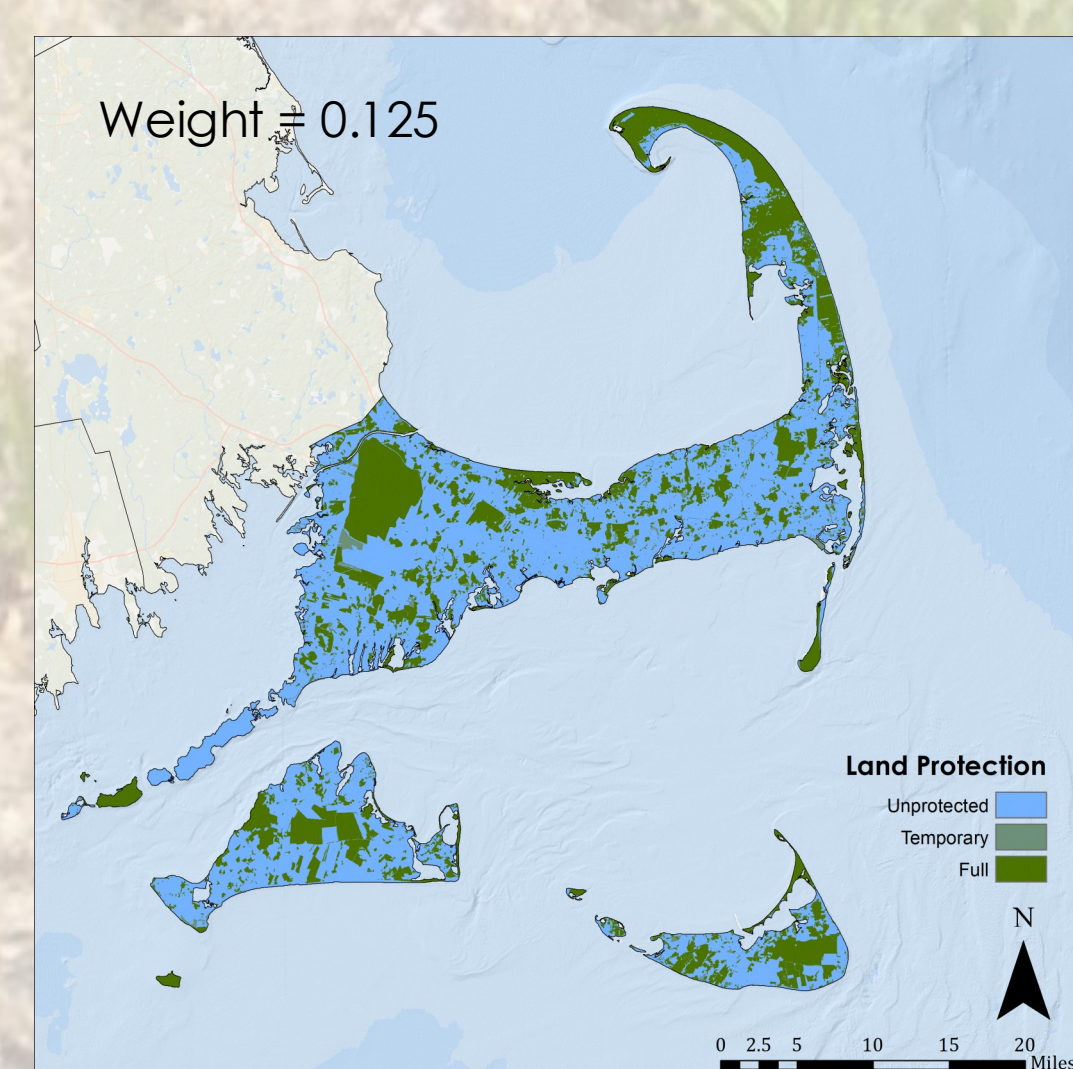 Weight = 0.125
Land Protection
Unprotected
Temporary
Full
N
0 2.5 5 10 15 20
Miles